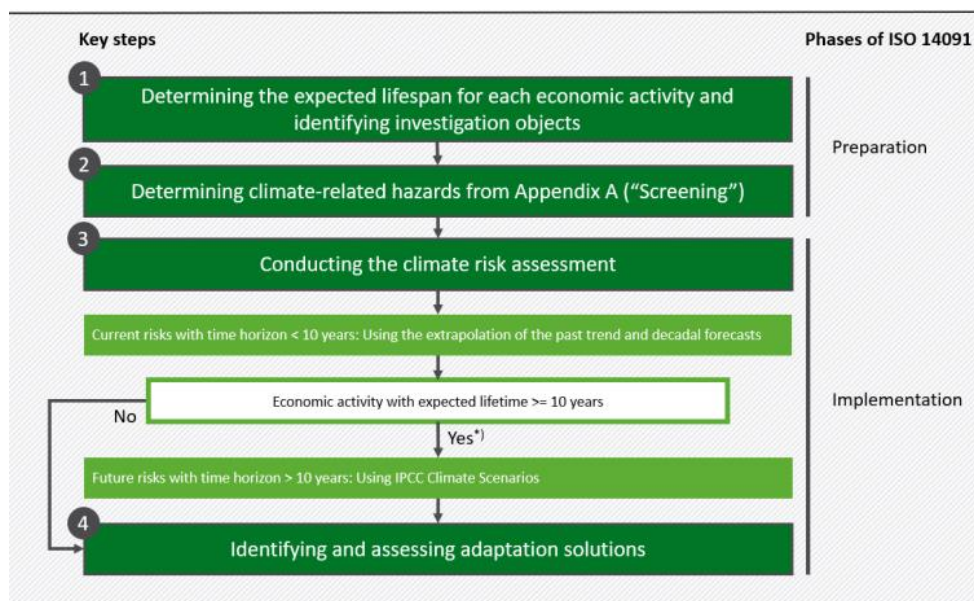 Key steps
Phases of ISO 14091
1
Determining the expected lifespan for each economic activity and
identifying investigation objects
Preparation
2
Determining climate-related hazards from Appendix A (“Screening”)
3
Conducting the climate risk assessment
Current risks with time horizon < 10 years: Using the extrapolation of the past trend and decadal forecasts
Economic activity with expected lifetime >= 10 years
Implementation
No
Yes*)
Future risks with time horizon > 10 years: Using IPCC Climate Scenarios
4
Identifying and assessing adaptation solutions